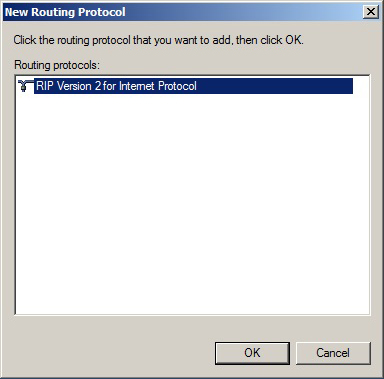 New Routing Protocol
Click the routing protocol that you want to add, then click OK.
Routing protocols:
RIP Version 2 for Internet Protocol
OK
Cancel